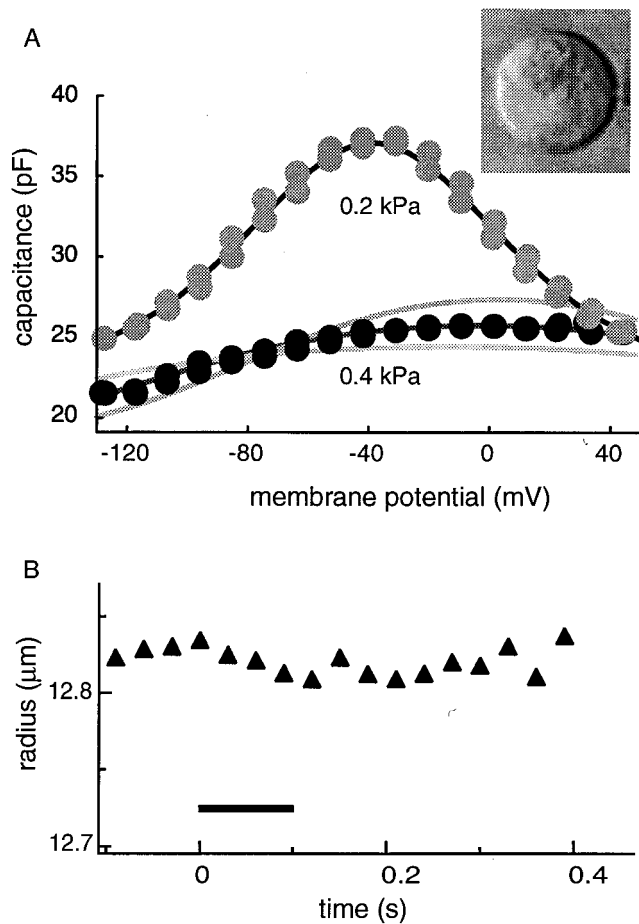 A
40
35
30
25
20
capacitance (pF)
0.2 kPa
0.4 kPa
-120 -80 -40 0 40
membrane potential (mV)
B
12.8
12.7
radius (μm)
0 0.2 0.4
time (s)